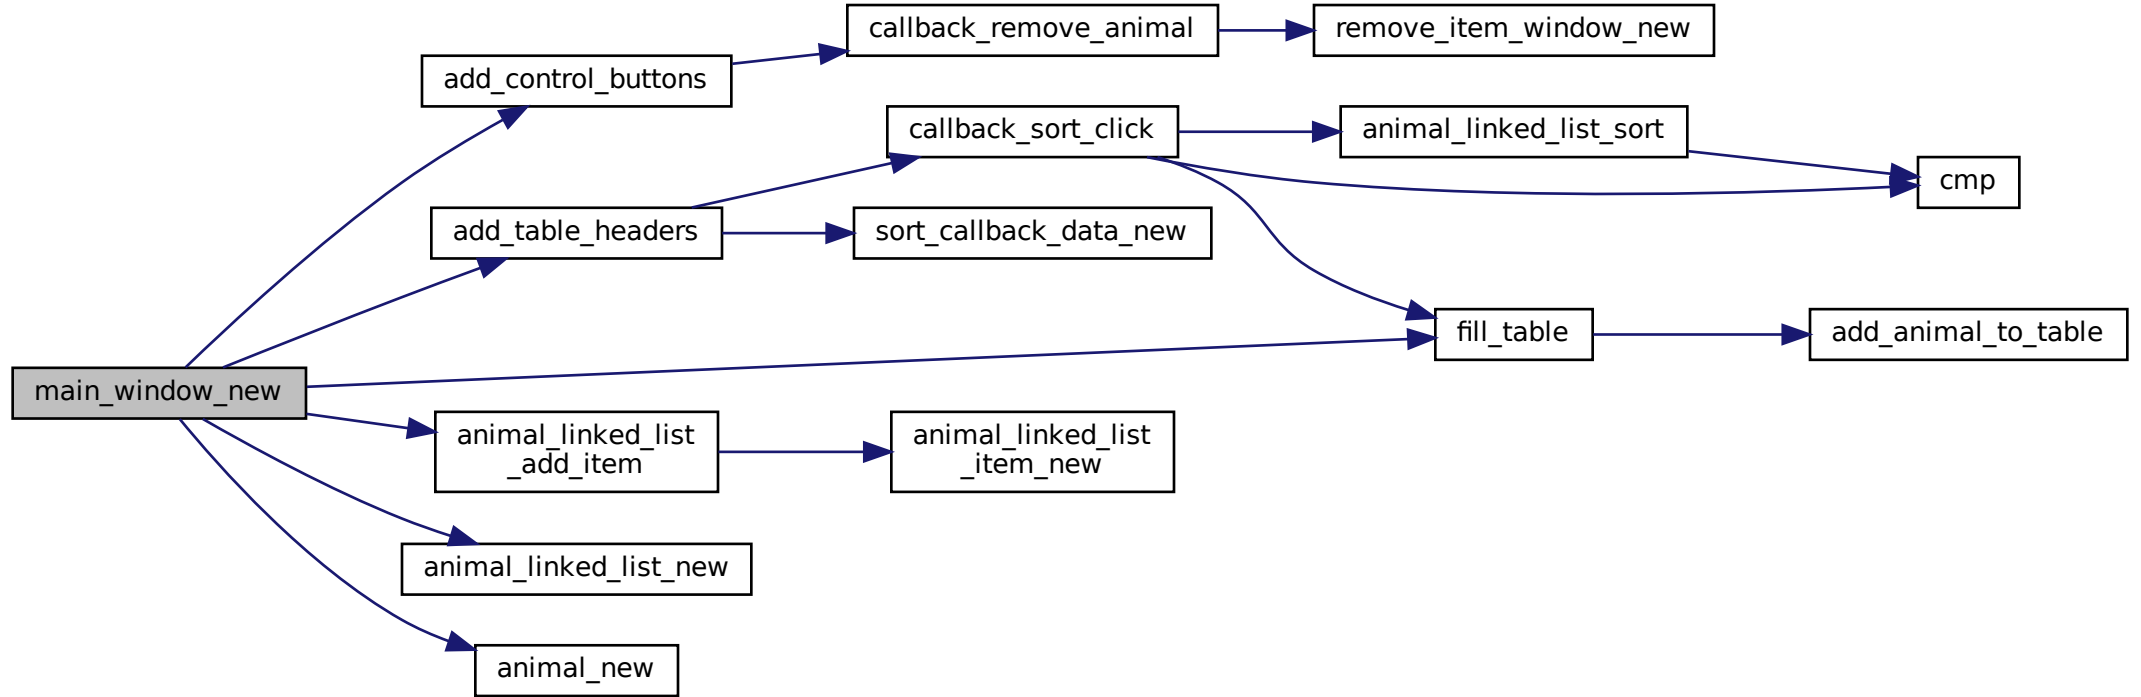 callback_remove_animal
remove_item_window_new
add_control_buttons
callback_sort_click
animal_linked_list_sort
cmp
add_table_headers
sort_callback_data_new
fill_table
add_animal_to_table
main_window_new
animal_linked_list
_add_item
animal_linked_list
_item_new
animal_linked_list_new
animal_new